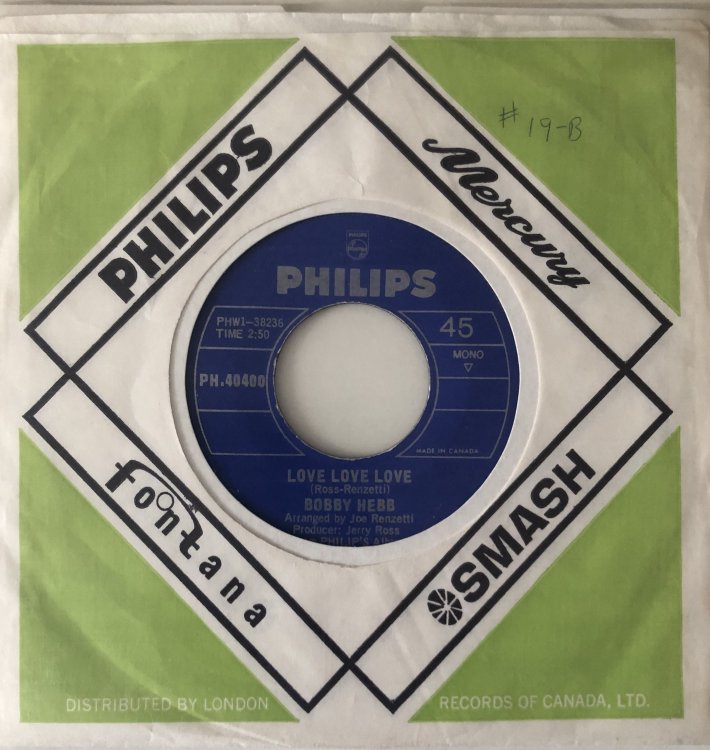 # 19-B
PHILIPS
Mercury
PHILIPS
PHILIPS
PHW1-38236
TIME 2:50
45
MONO
PH.40400
MADE IN CANADA
LOVE LOVE LOVE
(Ross-Renzetti)
BOBBY HEBB
Arranged by Joe Renzetti
Producer: Jerry Ross
PHILIP'S
fontana
SMASH
DISTRIBUTED BY LONDON RECORDS OF CANADA, LTD.